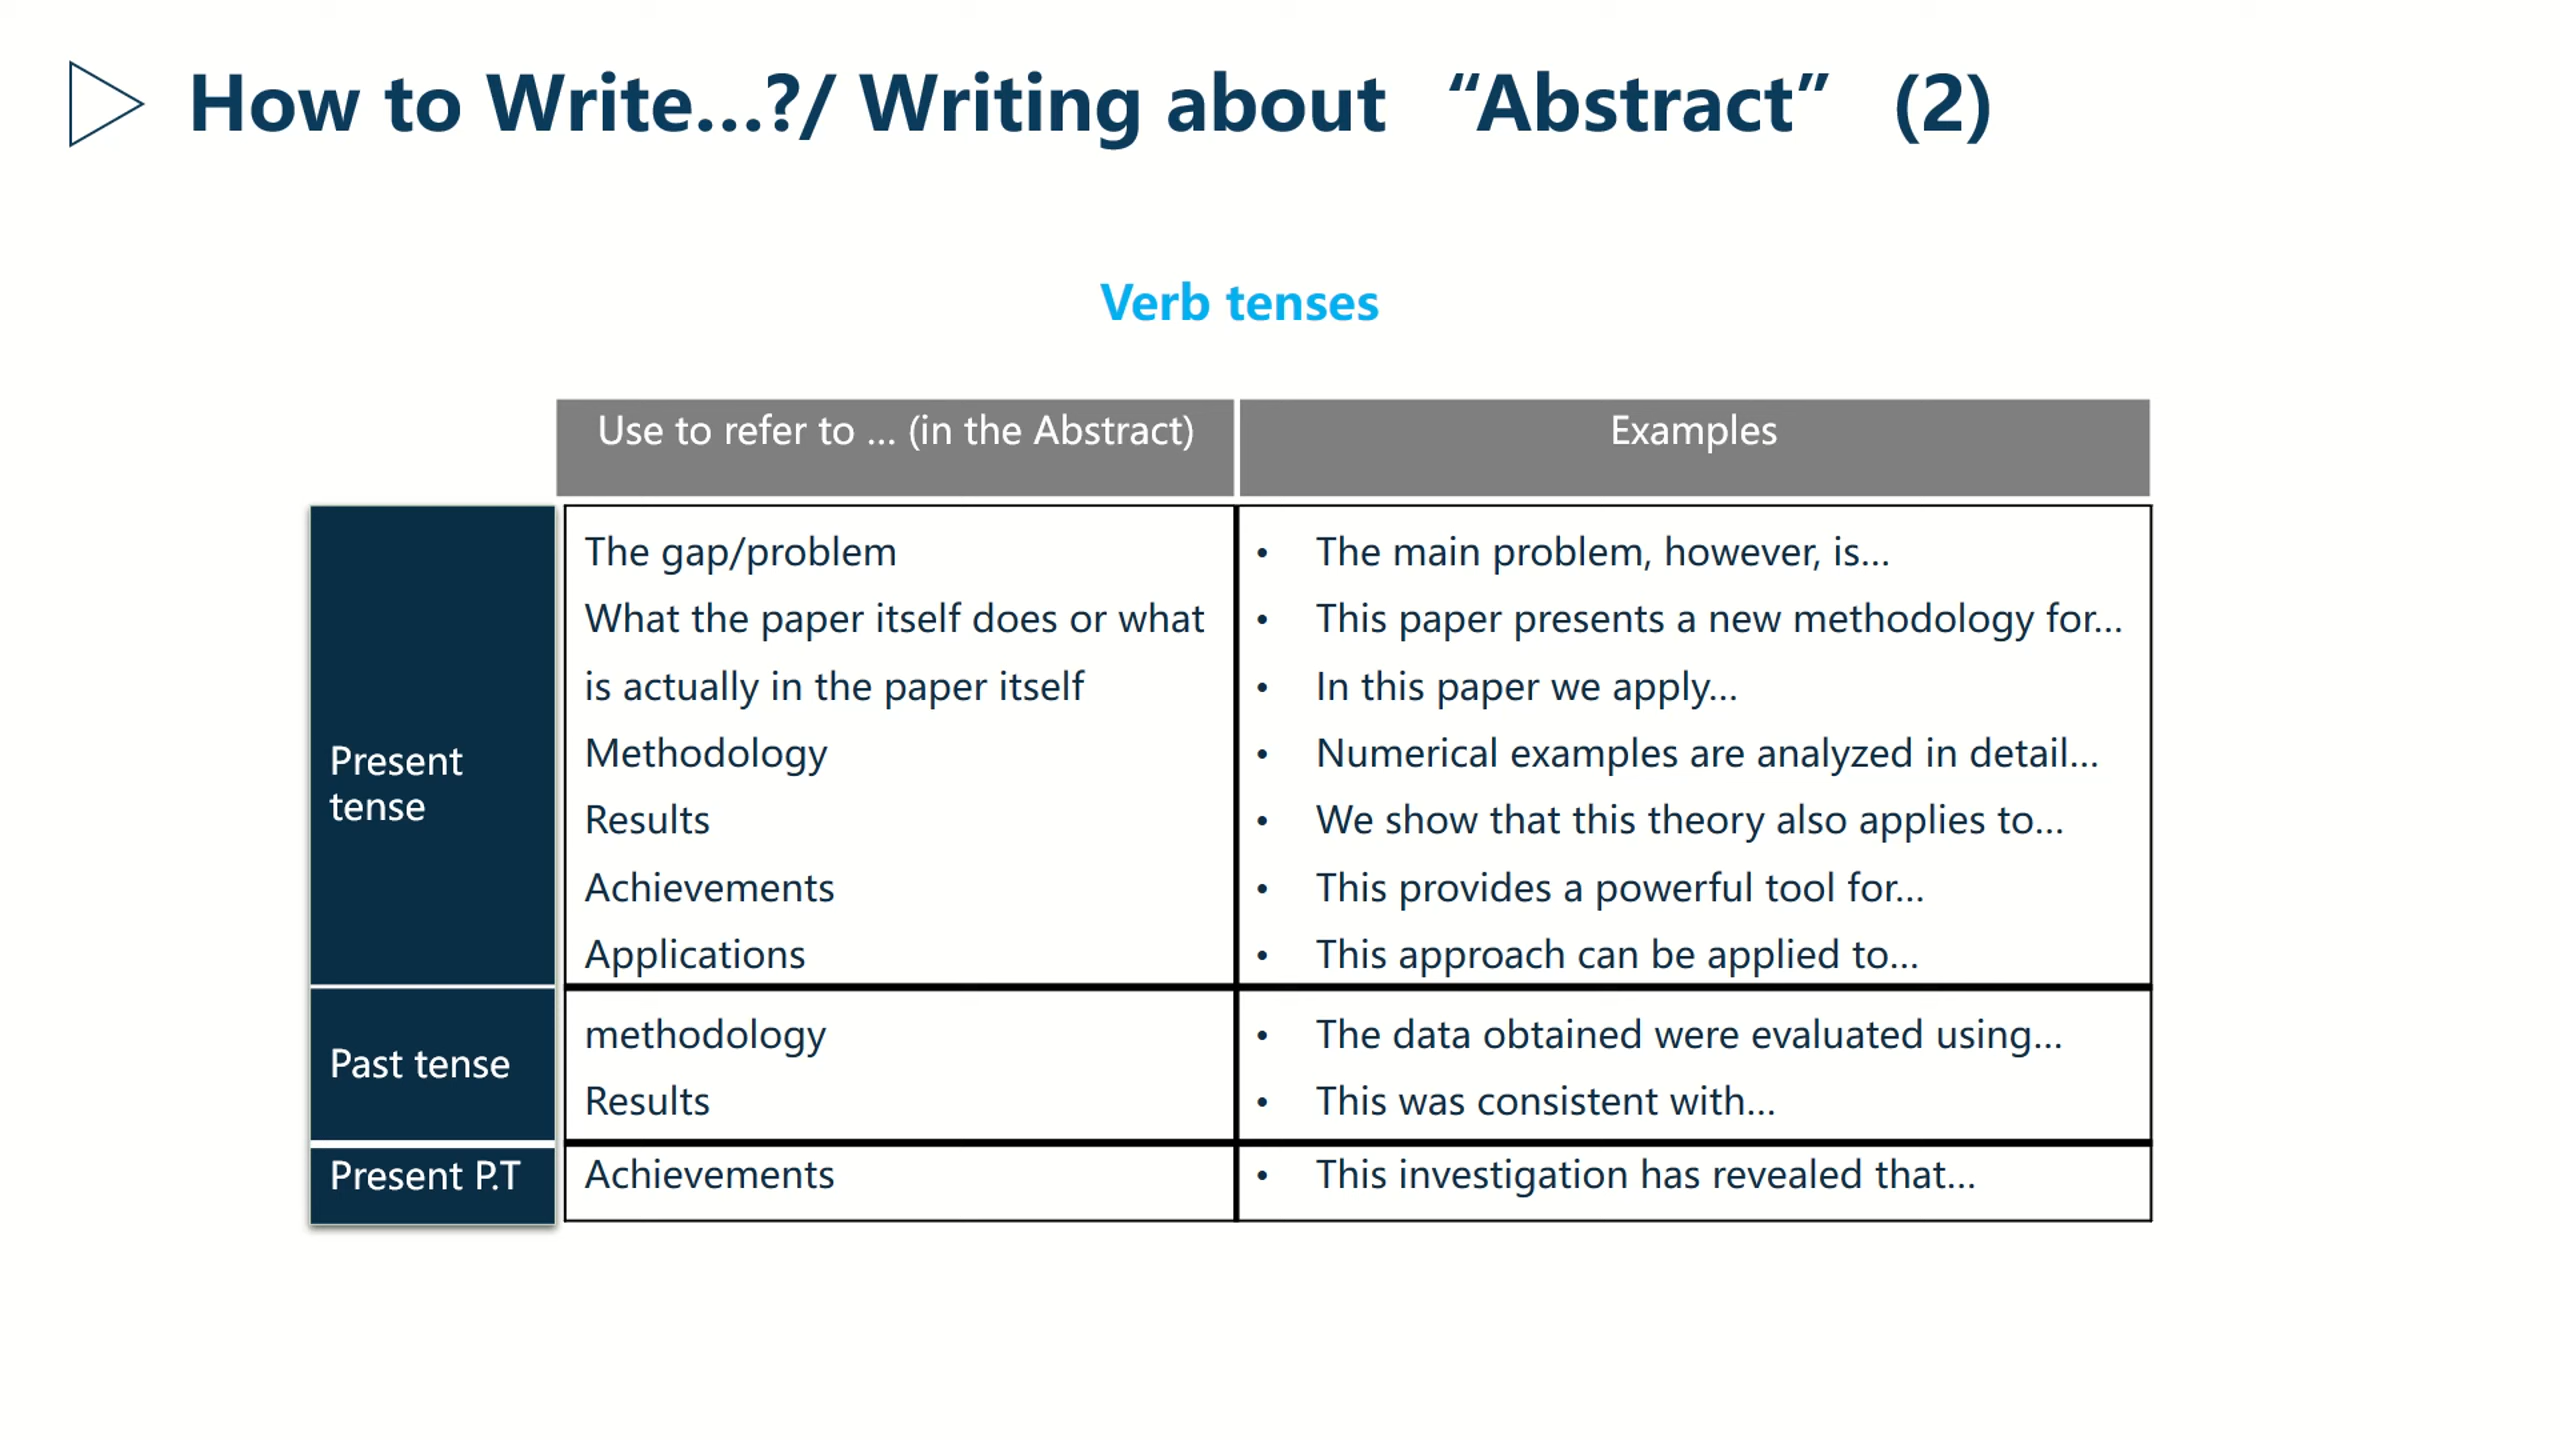 How to Write...?/ Writing about “Abstract” (2)
Verb tenses
Use to refer to ... (in the Abstract)
Examples
Present
tense
The gap/problem
What the paper itself does or what
is actually in the paper itself
Methodology
Results
Achievements
Applications
• The main problem, however, is...
• This paper presents a new methodology for...
• In this paper we apply...
• Numerical examples are analyzed in detail...
• We show that this theory also applies to...
• This provides a powerful tool for...
• This approach can be applied to...
Past tense
methodology
Results
• The data obtained were evaluated using...
• This was consistent with...
Present P.T
Achievements
• This investigation has revealed that...